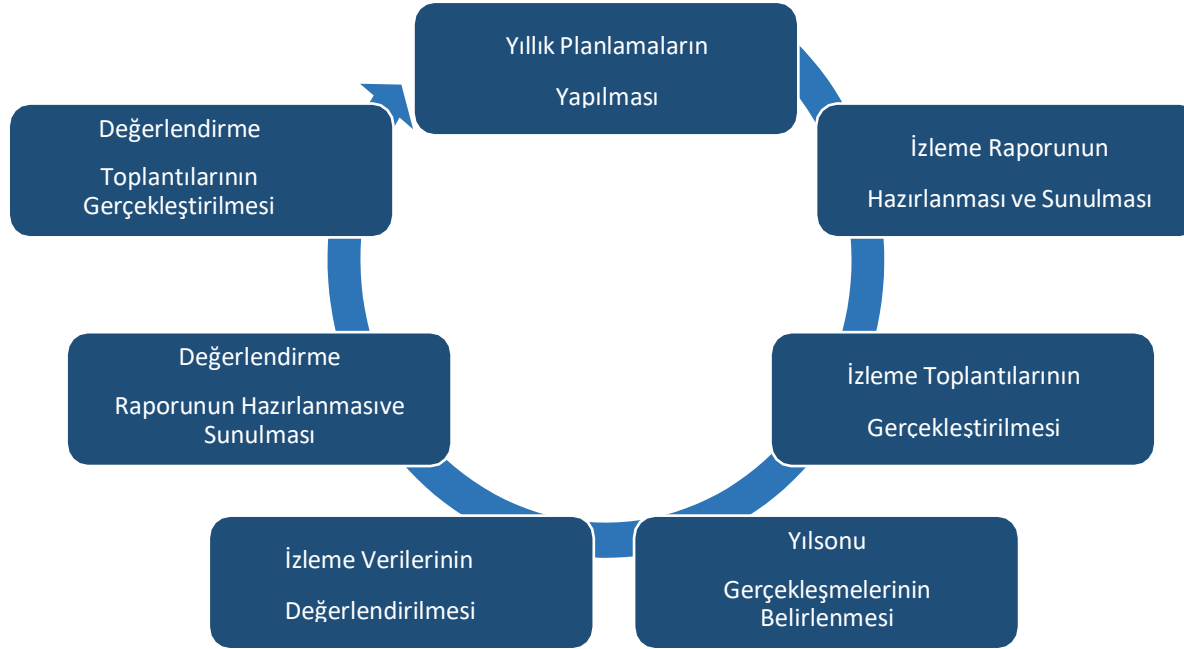 Yıllık Planlamaların
Yapılması
İzleme Raporunun
Hazırlanması ve Sunulması
İzleme Toplantılarının
Gerçekleştirilmesi
Yılsonu
Gerçekleşmelerinin
Belirlenmesi
İzleme Verilerinin
Değerlendirilmesi
Değerlendirme
Raporunun Hazırlanmasıve
Sunulması
Değerlendirme
Toplantılarının
Gerçekleştirilmesi